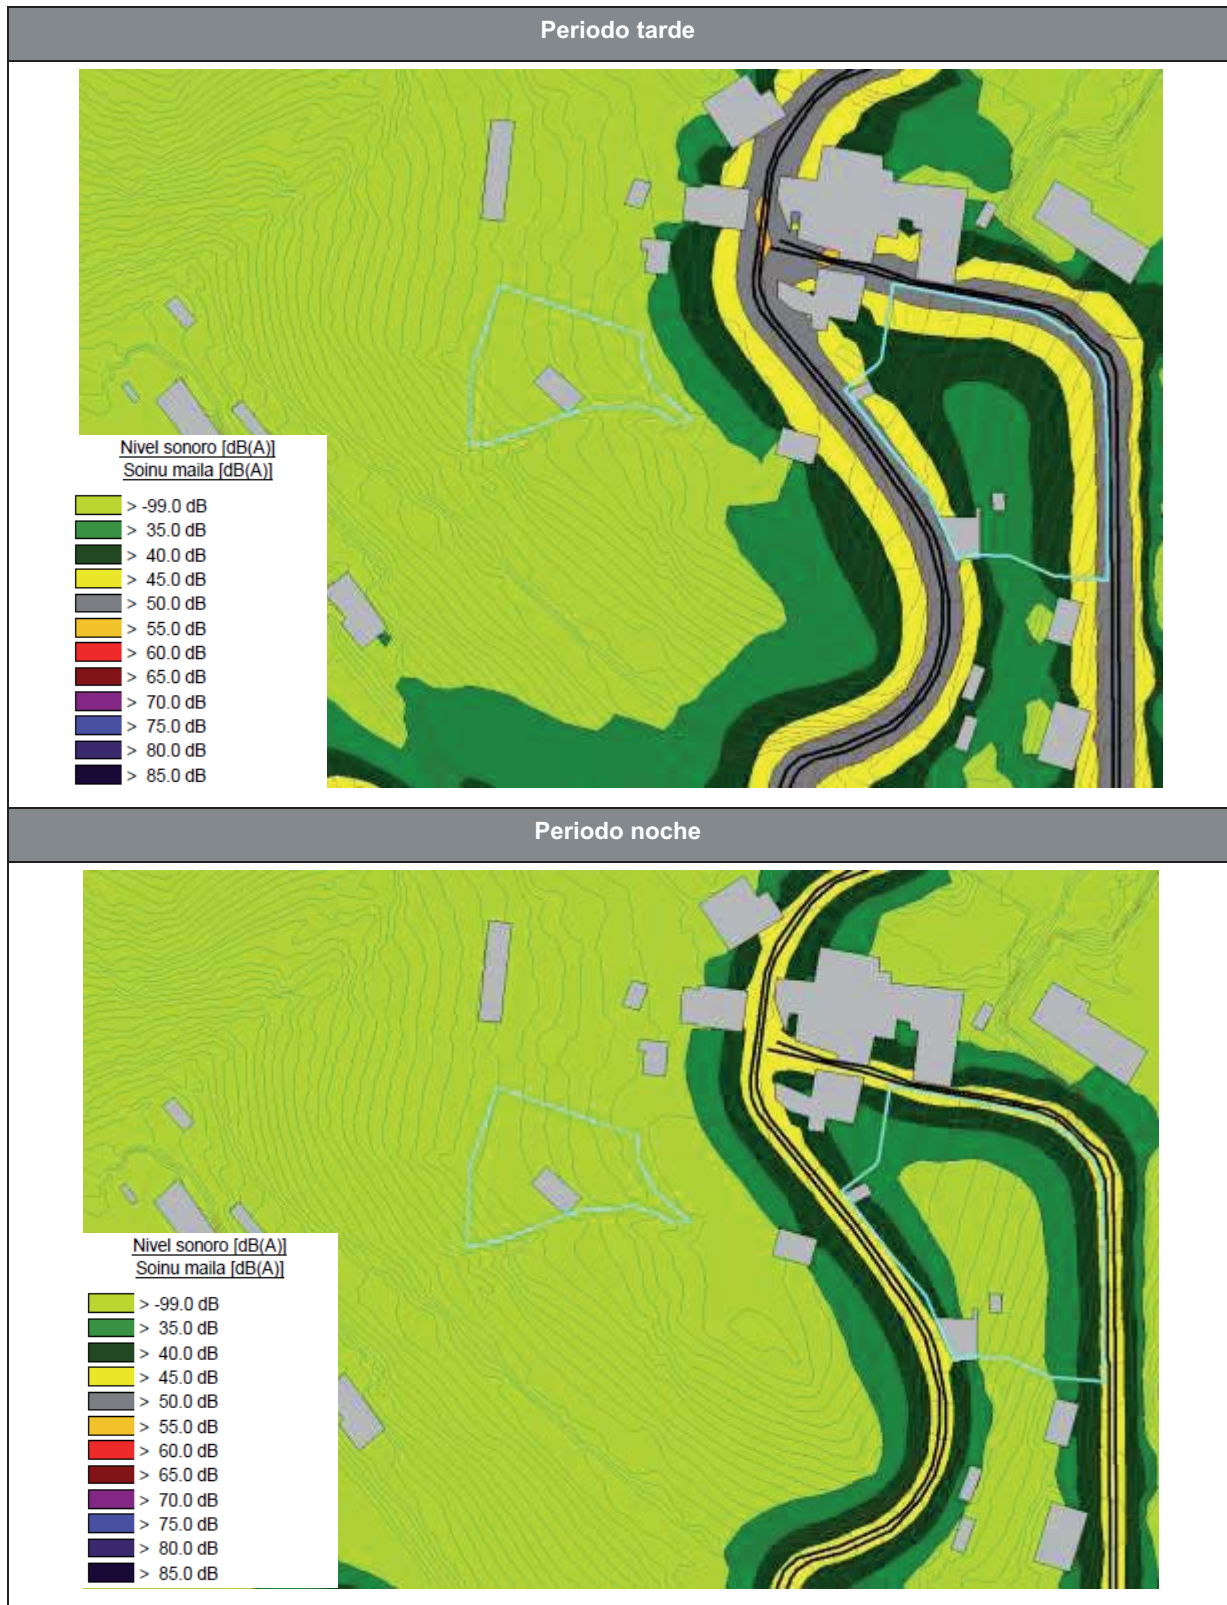 Periodo tarde
Nivel sonoro [dB(A)]
Soinu maila [dB(A)]
> -99.0 dB
> 35.0 dB
> 40.0 dB
> 45.0 dB
> 50.0 dB
> 55.0 dB
> 60.0 dB
> 65.0 dB
> 70.0 dB
> 75.0 dB
> 80.0 dB
> 85.0 dB
Periodo noche
Nivel sonoro [dB(A)]
Soinu maila [dB(A)]
> -99.0 dB
> 35.0 dB
> 40.0 dB
> 45.0 dB
> 50.0 dB
> 55.0 dB
> 60.0 dB
> 65.0 dB
> 70.0 dB
> 75.0 dB
> 80.0 dB
> 85.0 dB